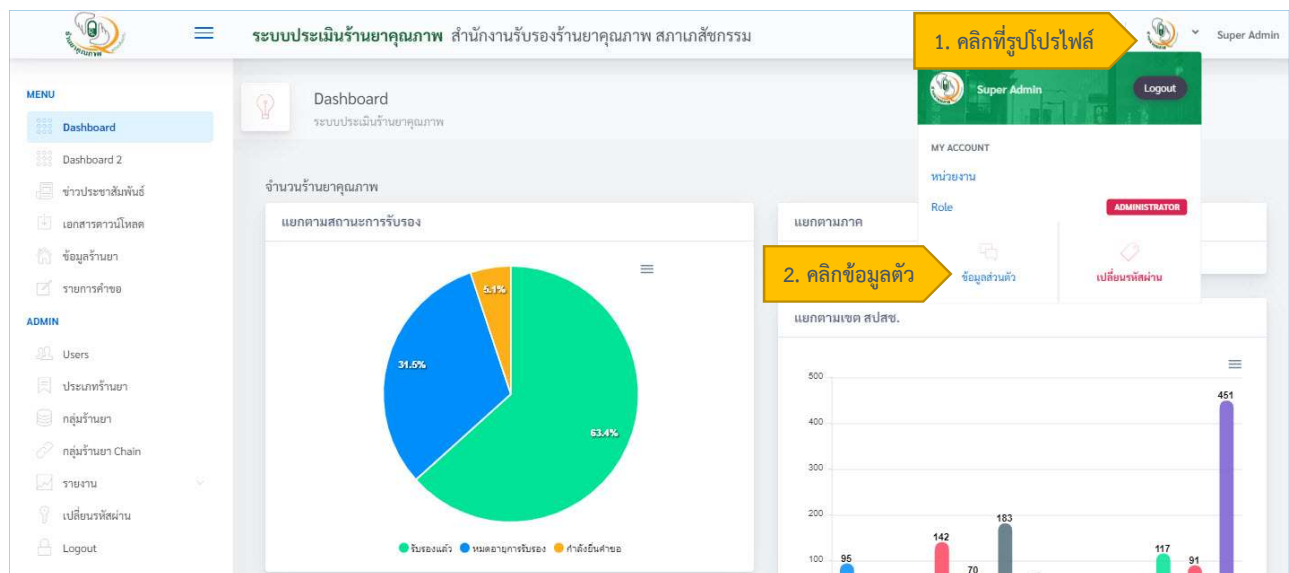 ร้านยาคุณภาพ
ระบบประเมินร้านยาคุณภาพ สำนักงานรับรองร้านยาคุณภาพ สภาเภสัชกรรม
1. คลิกที่รูปโปรไฟล์
Super Admin
MENU
Dashboard
Dashboard 2
ข่าวประชาสัมพันธ์
เอกสารดาวน์โหลด
ข้อมูลร้านยา
รายการคำขอ
ADMIN
Users
ประเภทร้านยา
กลุ่มร้านยา
กลุ่มร้านยา Chain
รายงาน
เปลี่ยนรหัสผ่าน
Logout
Dashboard
ระบบประเมินร้านยาคุณภาพ
Super Admin
Logout
MY ACCOUNT
หน่วยงาน
Role
ADMINISTRATOR
2. คลิกข้อมูลตัว
ข้อมูลส่วนตัว
เปลี่ยนรหัสผ่าน
จำนวนร้านยาคุณภาพ
แยกตามสถานะการรับรอง
5.1%
31.5%
63.4%
รับรองแล้ว หมดอายุการรับรอง กำลังยื่นคำขอ
แยกตามภาค
แยกตามเขต สปสช.
500
400
300
200
100
95
142
70
183
117
91
451